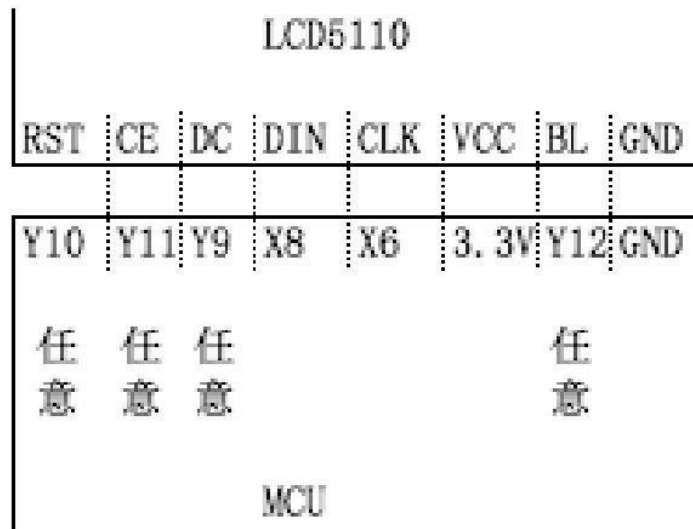 LCD5110
RST CE DC DIN CLK VCC BL GND
Y10 Y11 Y9 X8 X6 3.3V Y12 GND
任意 任意 任意 任意
MCU